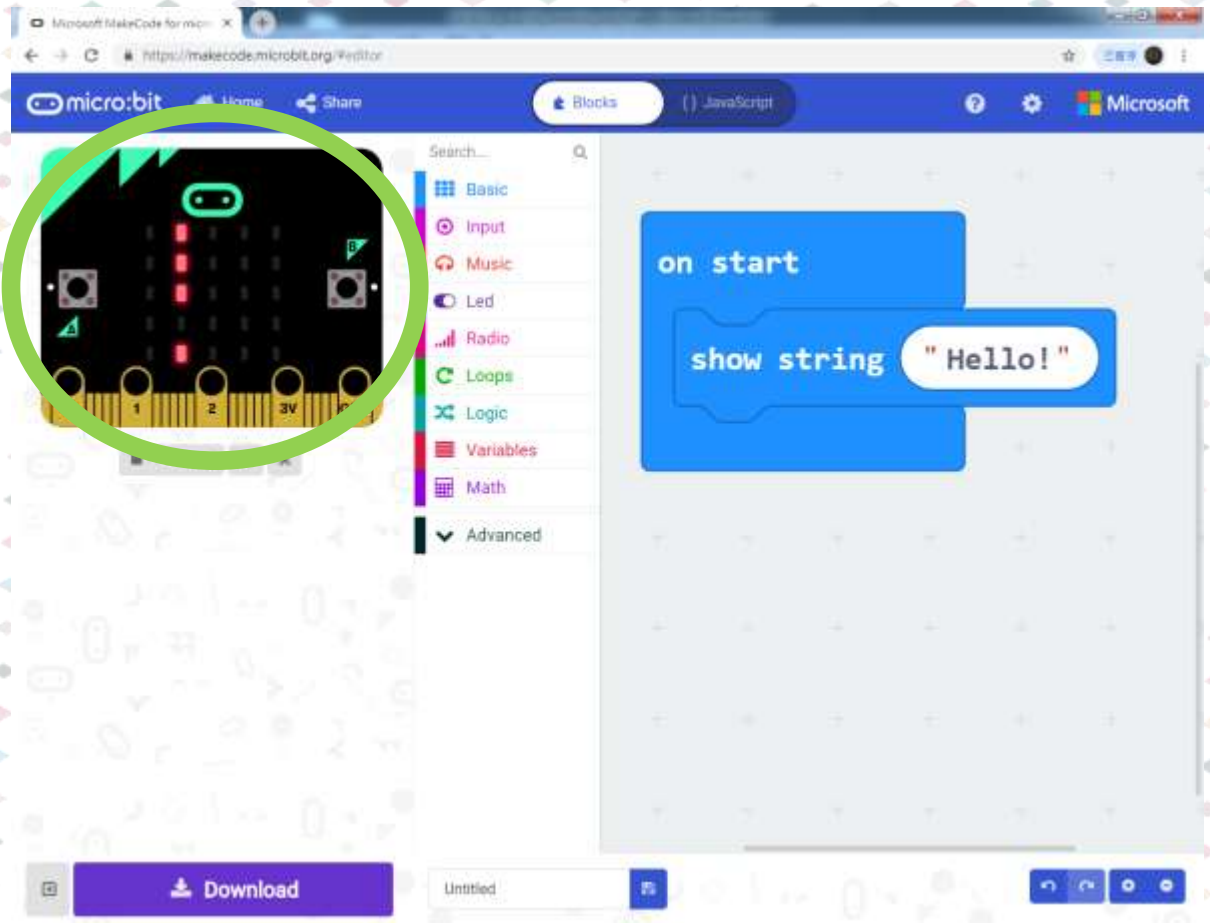 Microsoft MakeCode for micro
https://makecode.microbit.org/#editor
micro:bit Home Share Blocks {} JavaScript Microsoft
Search...
Basic
Input
Music
Led
Radio
Loops
Logic
Variables
Math
Advanced
B
A
1 2 3V
on start
show string "Hello!"
Download
Untitled